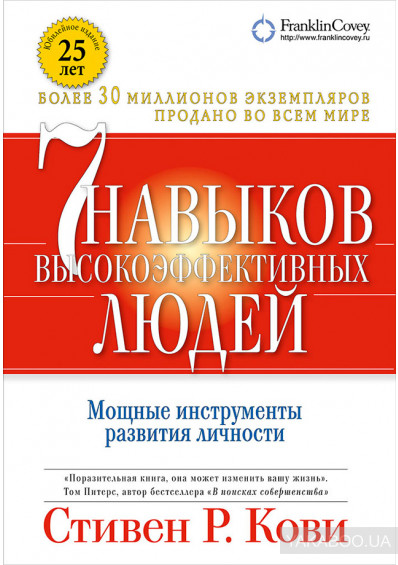 Юбилейное издание
25
лет
FranklinCovey
http://www.franklincovey.ru
БОЛЕЕ 30 МИЛЛИОНОВ ЭКЗЕМПЛЯРОВ
ПРОДАНО ВО ВСЕМ МИРЕ
7 НАВЫКОВ
ВЫСОКОЭФФЕКТИВНЫХ
ЛЮДЕЙ
Мощные инструменты
развития личности
«Поразительная книга, она может изменить вашу жизнь».
Том Питерс, автор бестселлера «В поисках совершенства»
Стивен Р. Кови
YAKABOO.UA